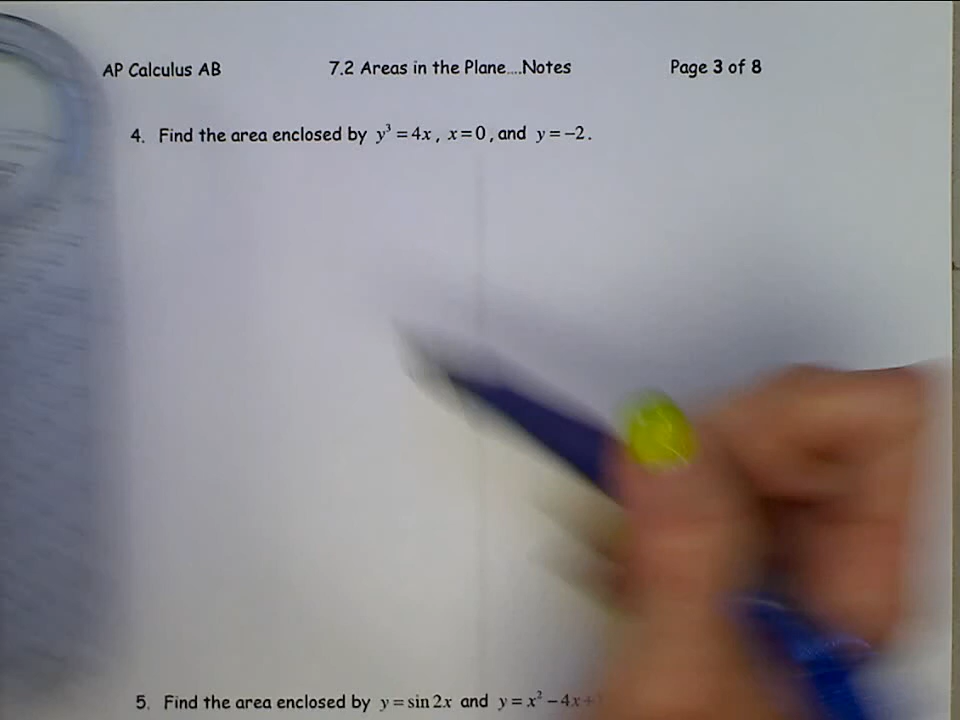 AP Calculus AB 7.2 Areas in the Plane....Notes Page 3 of 8
4. Find the area enclosed by y³ = 4x, x = 0, and y = −2.
5. Find the area enclosed by y = sin 2x and y = x² − 4x +